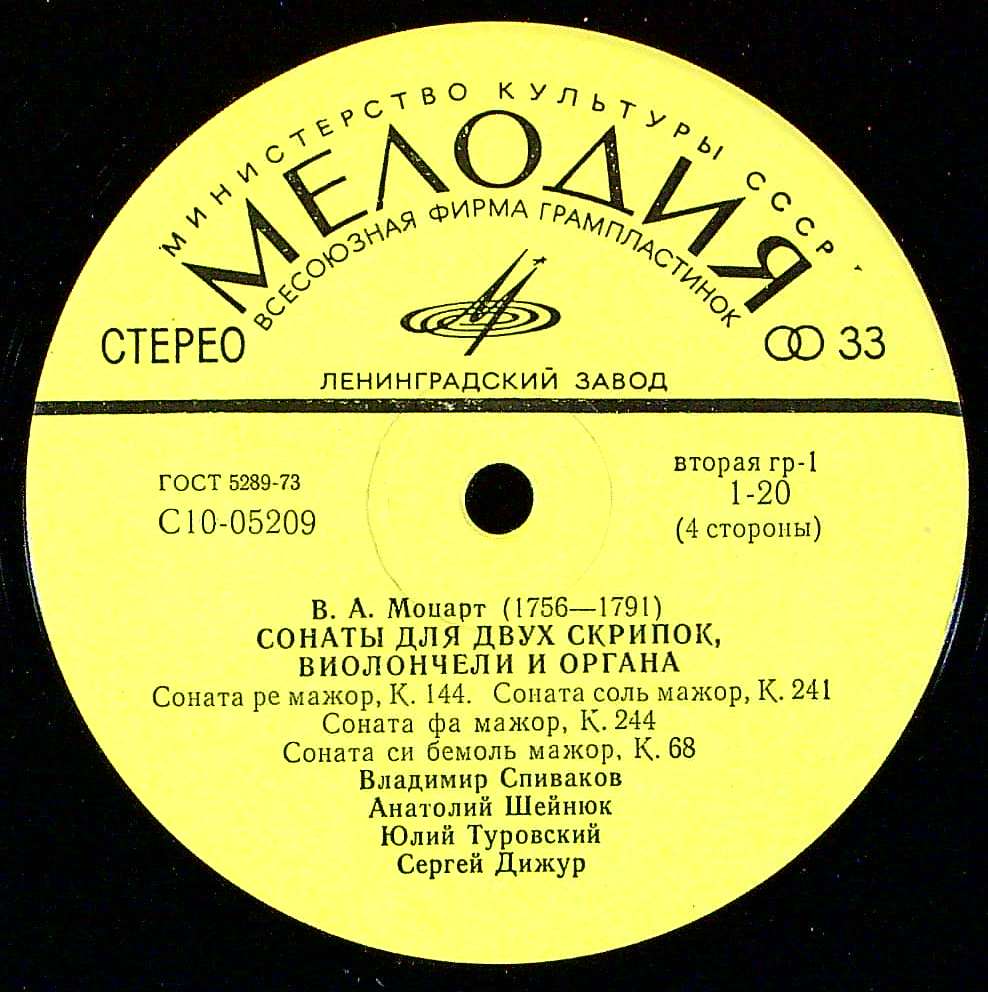 МИНИСТЕРСТВО КУЛЬТУРЫ СССР
МЕЛОДИЯ
ВСЕСОЮЗНАЯ ФИРМА ГРАМПЛАСТИНОК
СТЕРЕО
33
ЛЕНИНГРАДСКИЙ ЗАВОД
ГОСТ 5289-73
С10-05209
вторая гр-1
1-20
(4 стороны)
В. А. Моцарт (1756—1791)
СОНАТЫ ДЛЯ ДВУХ СКРИПОК,
ВИОЛОНЧЕЛИ И ОРГАНА
Соната ре мажор, К. 144. Соната соль мажор, К. 241
Соната фа мажор, К. 244
Соната си бемоль мажор, К. 68
Владимир Спиваков
Анатолий Шейнюк
Юлий Туровский
Сергей Дижур